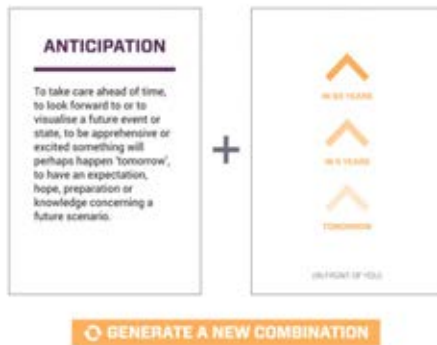 ANTICIPATION
To take care ahead of time,
to look forward to or to
visualise a future event or
state, to be apprehensive or
excited something will
perhaps happen 'tomorrow',
to have an expectation,
hope, preparation or
knowledge concerning a
future scenario.
+
IN YEARS
IN 5 YEARS
TOMORROW
(IN FRONT OF YOU)
GENERATE A NEW COMBINATION